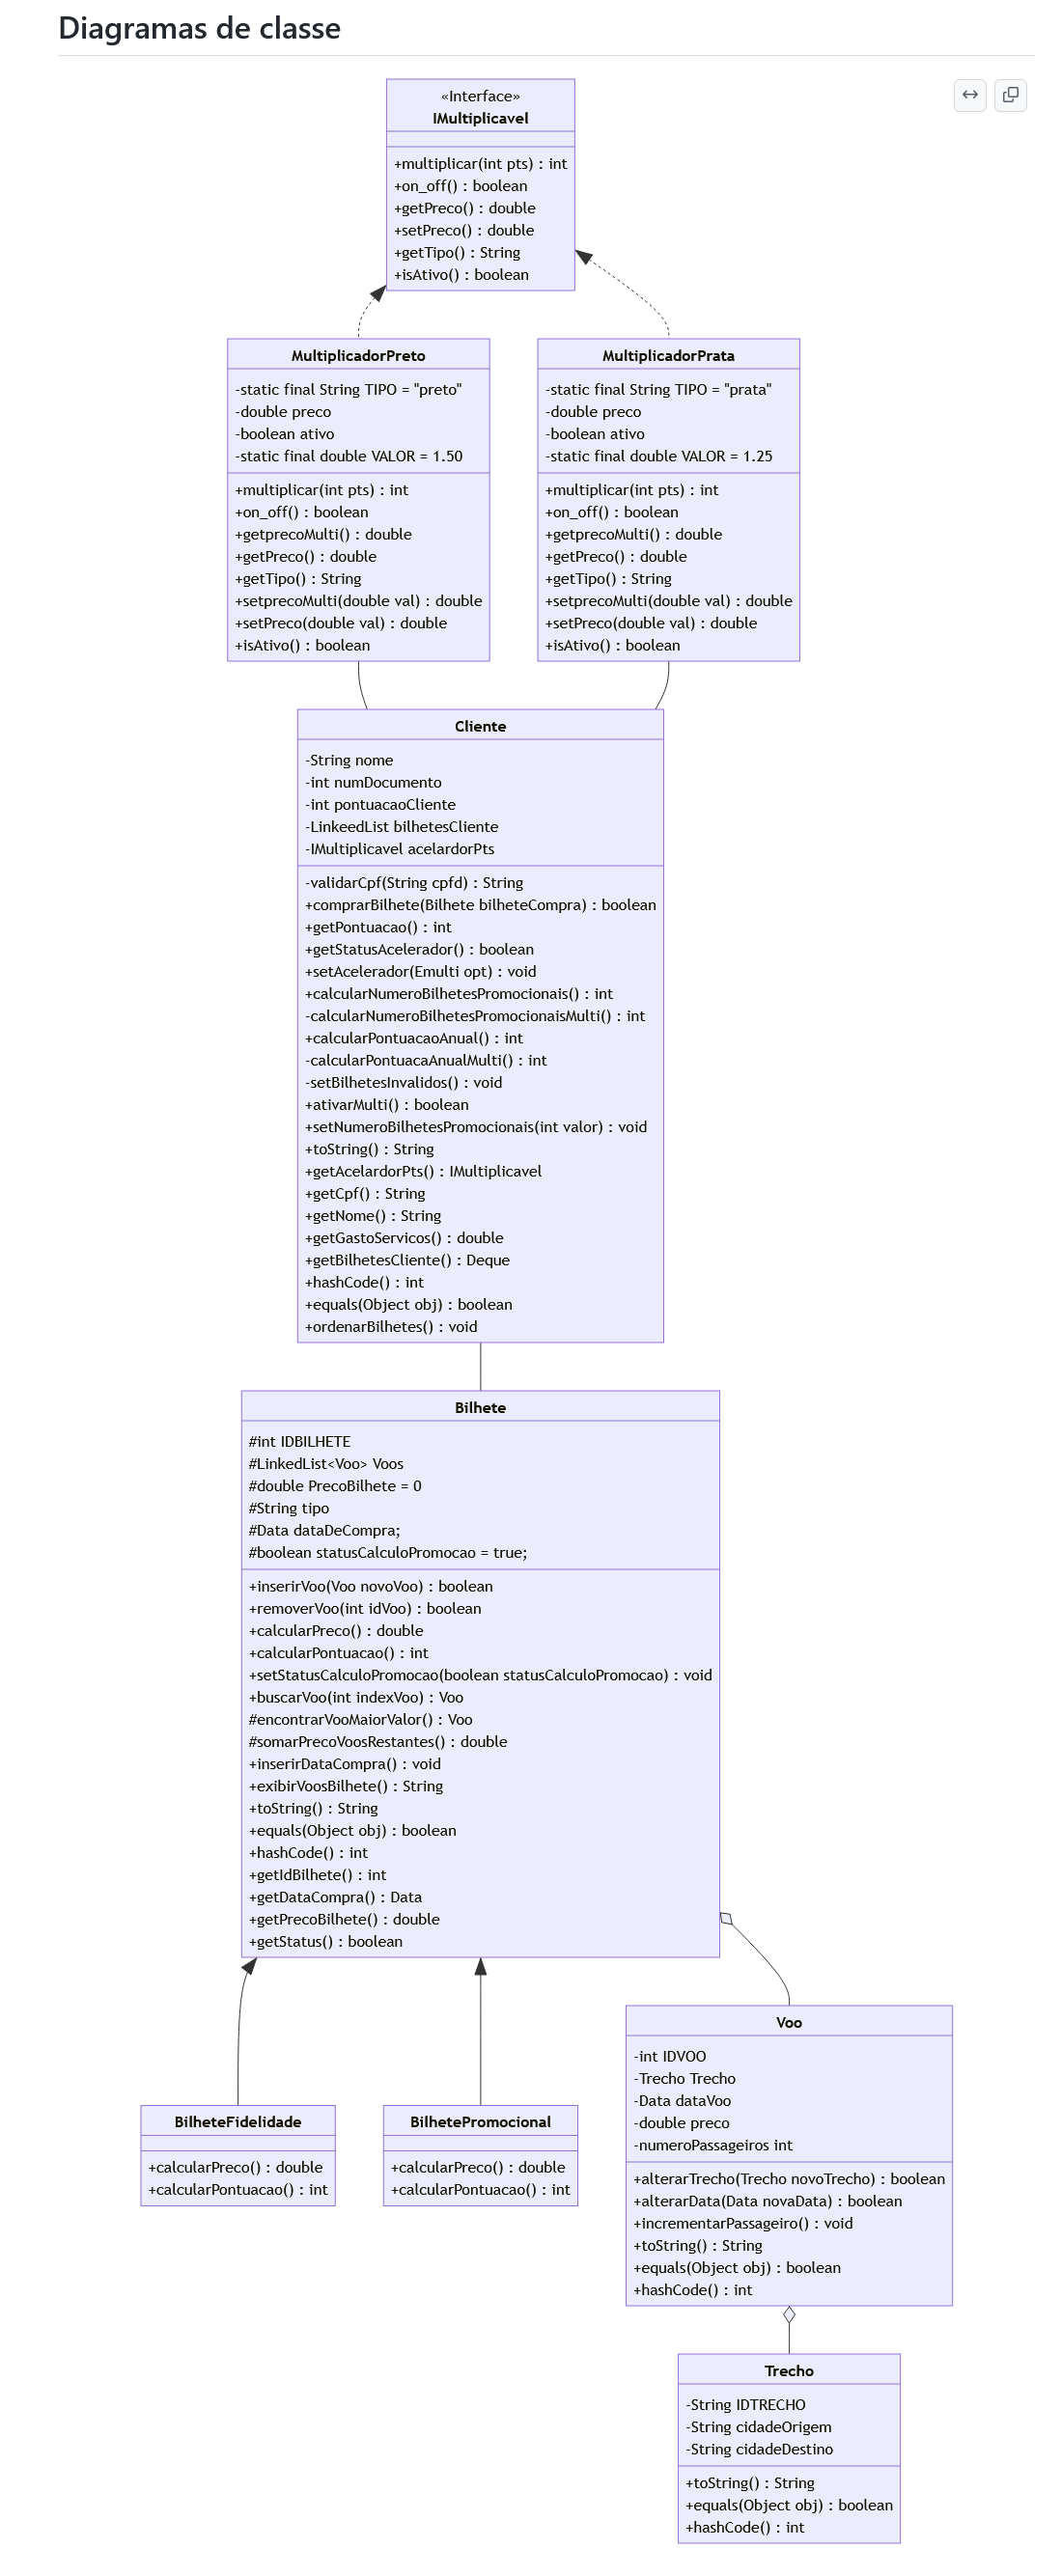 Diagramas de classe
«Interface»
IMultiplicavel
+multiplicar(int pts) : int
+on_off() : boolean
+getPreco() : double
+setPreco() : double
+getTipo() : String
+isAtivo() : boolean
MultiplicadorPreto
-static final String TIPO = "preto"
-double preco
-boolean ativo
-static final double VALOR = 1.50
+multiplicar(int pts) : int
+on_off() : boolean
+getprecoMulti() : double
+getPreco() : double
+getTipo() : String
+setprecoMulti(double val) : double
+setPreco(double val) : double
+isAtivo() : boolean
MultiplicadorPrata
-static final String TIPO = "prata"
-double preco
-boolean ativo
-static final double VALOR = 1.25
+multiplicar(int pts) : int
+on_off() : boolean
+getprecoMulti() : double
+getPreco() : double
+getTipo() : String
+setprecoMulti(double val) : double
+setPreco(double val) : double
+isAtivo() : boolean
Cliente
-String nome
-int numDocumento
-int pontuacaoCliente
-LinkeedList bilhetesCliente
-IMultiplicavel acelardorPts
-validarCpf(String cpfd) : String
+comprarBilhete(Bilhete bilheteCompra) : boolean
+getPontuacao() : int
+getStatusAcelerador() : boolean
+setAcelerador(Emulti opt) : void
+calcularNumeroBilhetesPromocionais() : int
-calcularNumeroBilhetesPromocionaisMulti() : int
+calcularPontuacaoAnual() : int
-calcularPontuacaAnualMulti() : int
-setBilhetesInvalidos() : void
+ativarMulti() : boolean
+setNumeroBilhetesPromocionais(int valor) : void
+toString() : String
+getAcelardorPts() : IMultiplicavel
+getCpf() : String
+getNome() : String
+getGastoServicos() : double
+getBilhetesCliente() : Deque
+hashCode() : int
+equals(Object obj) : boolean
+ordenarBilhetes() : void
Bilhete
#int IDBILHETE
#LinkedList<Voo> Voos
#double PrecoBilhete = 0
#String tipo
#Data dataDeCompra;
#boolean statusCalculoPromocao = true;
+inserirVoo(Voo novoVoo) : boolean
+removerVoo(int idVoo) : boolean
+calcularPreco() : double
+calcularPontuacao() : int
+setStatusCalculoPromocao(boolean statusCalculoPromocao) : void
+buscarVoo(int indexVoo) : Voo
#encontrarVooMaiorValor() : Voo
#somarPrecoVoosRestantes() : double
+inserirDataCompra() : void
+exibirVoosBilhete() : String
+toString() : String
+equals(Object obj) : boolean
+hashCode() : int
+getIdBilhete() : int
+getDataCompra() : Data
+getPrecoBilhete() : double
+getStatus() : boolean
BilheteFidelidade
+calcularPreco() : double
+calcularPontuacao() : int
BilhetePromocional
+calcularPreco() : double
+calcularPontuacao() : int
Voo
-int IDVOO
-Trecho Trecho
-Data dataVoo
-double preco
-numeroPassageiros int
+alterarTrecho(Trecho novoTrecho) : boolean
+alterarData(Data novaData) : boolean
+incrementarPassageiro() : void
+toString() : String
+equals(Object obj) : boolean
+hashCode() : int
Trecho
-String IDTRECHO
-String cidadeOrigem
-String cidadeDestino
+toString() : String
+equals(Object obj) : boolean
+hashCode() : int